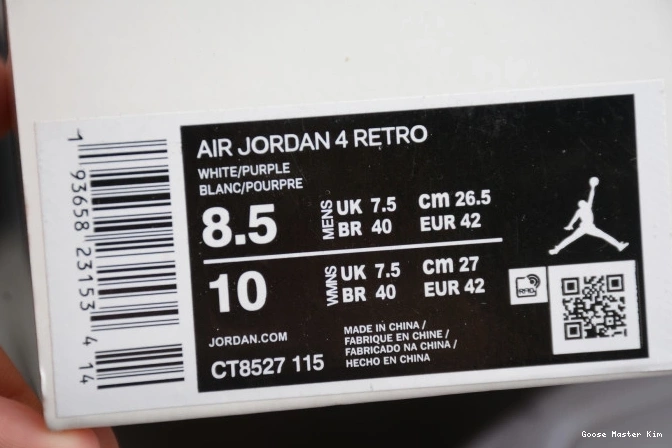 AIR JORDAN 4 RETRO
WHITE/PURPLE
BLANC/POURPRE
8.5
MENS
UK 7.5 cm 26.5
BR 40 EUR 42
10
WMNS
UK 7.5 cm 27
BR 40 EUR 42
JORDAN.COM
CT8527 115
MADE IN CHINA /
FABRIQUE EN CHINE /
FABRICADO NA CHINA /
HECHO EN CHINA
RFID
1 93658 23153 4 14
Goose Master Kim